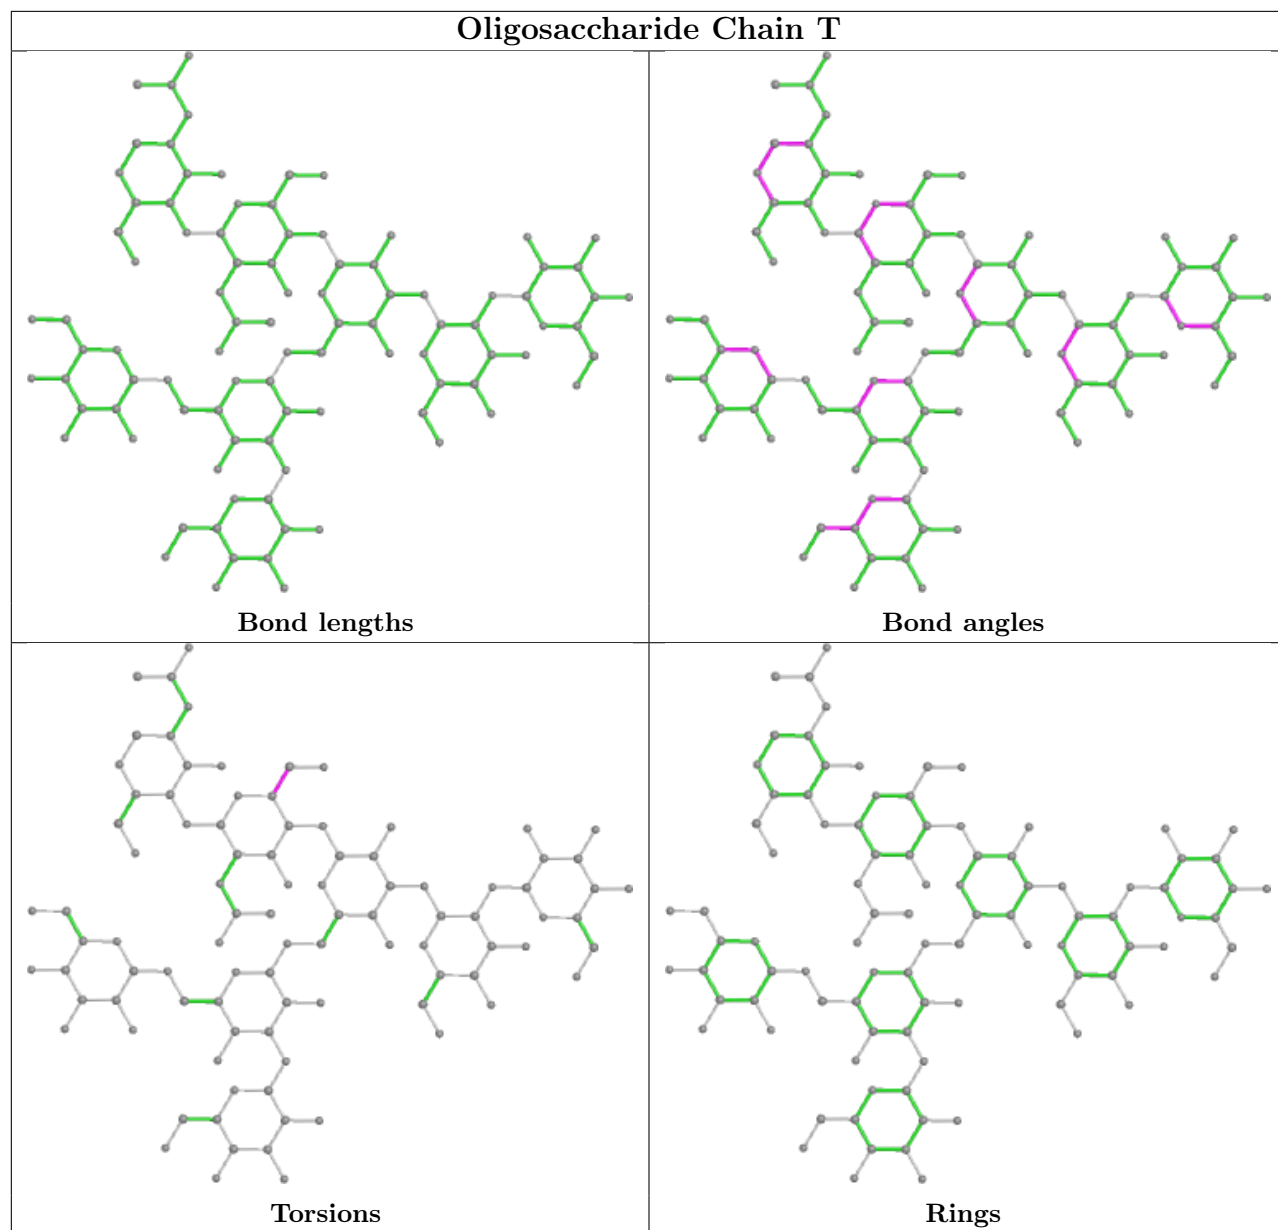 Oligosaccharide Chain T
Bond lengths
Bond angles
Torsions
Rings